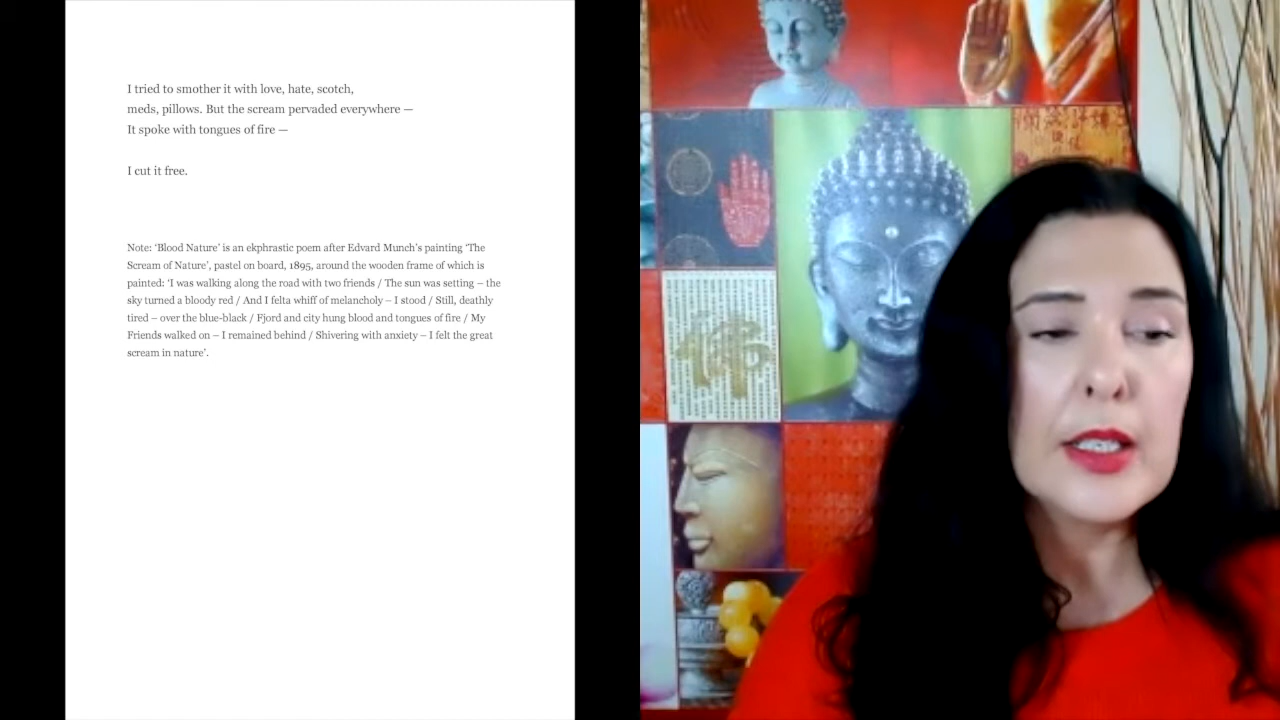 I tried to smother it with love, hate, scotch,
meds, pillows. But the scream pervaded everywhere —
It spoke with tongues of fire —
I cut it free.
Note: ‘Blood Nature’ is an ekphrastic poem after Edvard Munch’s painting ‘The
Scream of Nature’, pastel on board, 1895, around the wooden frame of which is
painted: ‘I was walking along the road with two friends / The sun was setting – the
sky turned a bloody red / And I felta whiff of melancholy – I stood / Still, deathly
tired – over the blue-black / Fjord and city hung blood and tongues of fire / My
Friends walked on – I remained behind / Shivering with anxiety – I felt the great
scream in nature’.
佛